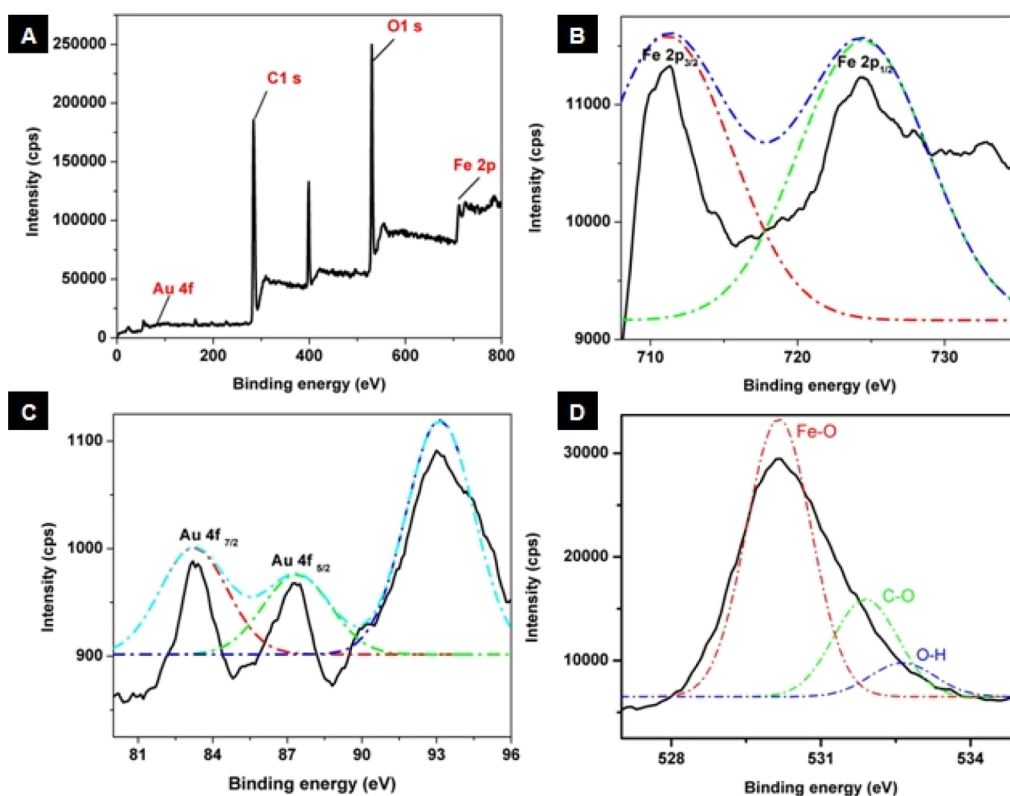 A
O1 s
C1 s
Fe 2p
Au 4f
Intensity (cps)
250000
200000
150000
100000
50000
0
0 200 400 600 800
Binding energy (eV)
B
Fe 2p3/2
Fe 2p1/2
Intensity (cps)
11000
10000
9000
710 720 730
Binding energy (eV)
C
Au 4f 7/2
Au 4f 5/2
Intensity (cps)
1100
1000
900
81 84 87 90 93 96
Binding energy (eV)
D
Fe-O
C-O
O-H
Intensity (cps)
30000
20000
10000
528 531 534
Binding energy (eV)